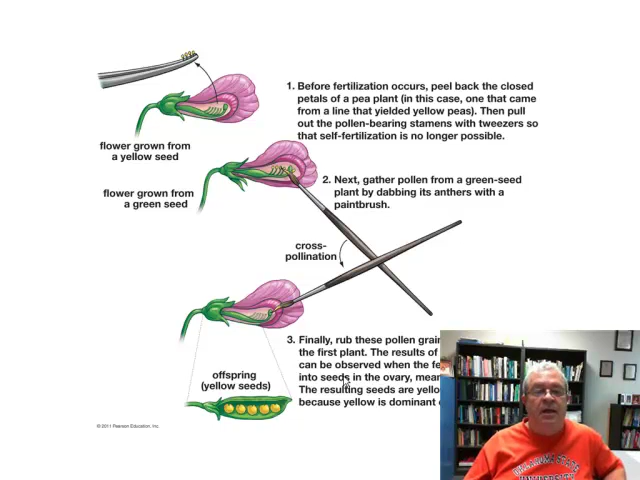 1. Before fertilization occurs, peel back the closed
petals of a pea plant (in this case, one that came
from a line that yielded yellow peas). Then pull
out the pollen-bearing stamens with tweezers so
that self-fertilization is no longer possible.
flower grown from
a yellow seed
2. Next, gather pollen from a green-seed
plant by dabbing its anthers with a
paintbrush.
flower grown from
a green seed
cross-
pollination
3. Finally, rub these pollen grain
the first plant. The results of
can be observed when the fe
into seeds in the ovary, mean
The resulting seeds are yello
because yellow is dominant
offspring
(yellow seeds)
© 2011 Pearson Education, Inc.
OKLAHOMA STATE
UNIVERSITY